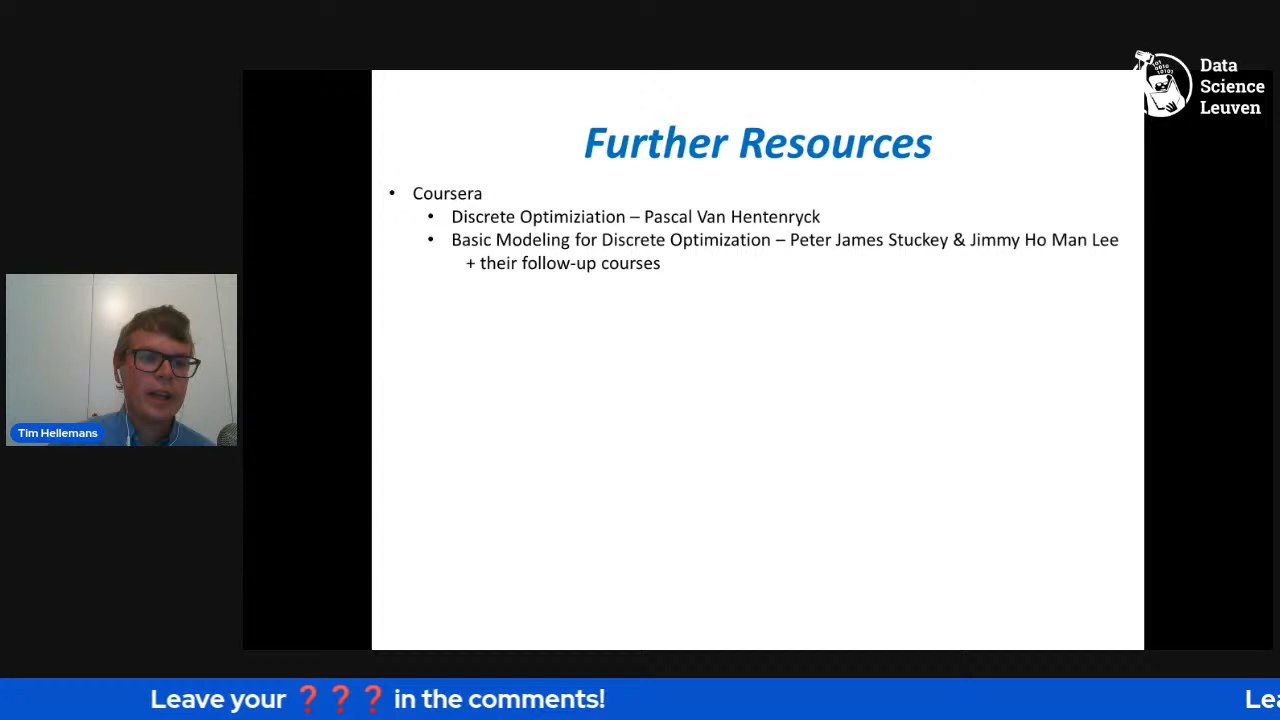 Data
Science
Leuven
Further Resources
• Coursera
• Discrete Optimiziation – Pascal Van Hentenryck
• Basic Modeling for Discrete Optimization – Peter James Stuckey & Jimmy Ho Man Lee
+ their follow-up courses
Tim Hellemans
Leave your ❓❓❓ in the comments!
Lea